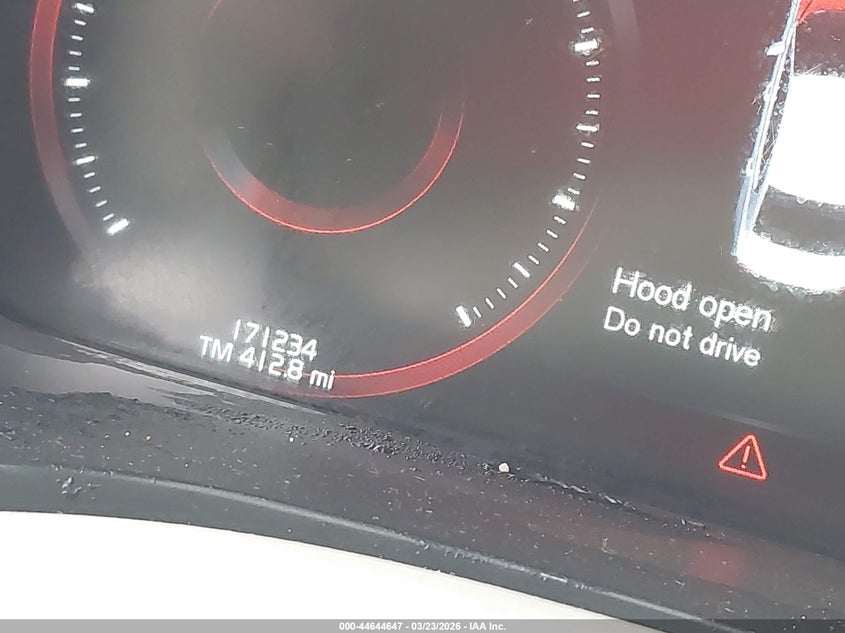 171234
TM 412.8 mi
Hood open
Do not drive
000-44644647 - 03/23/2026 - IAA Inc.